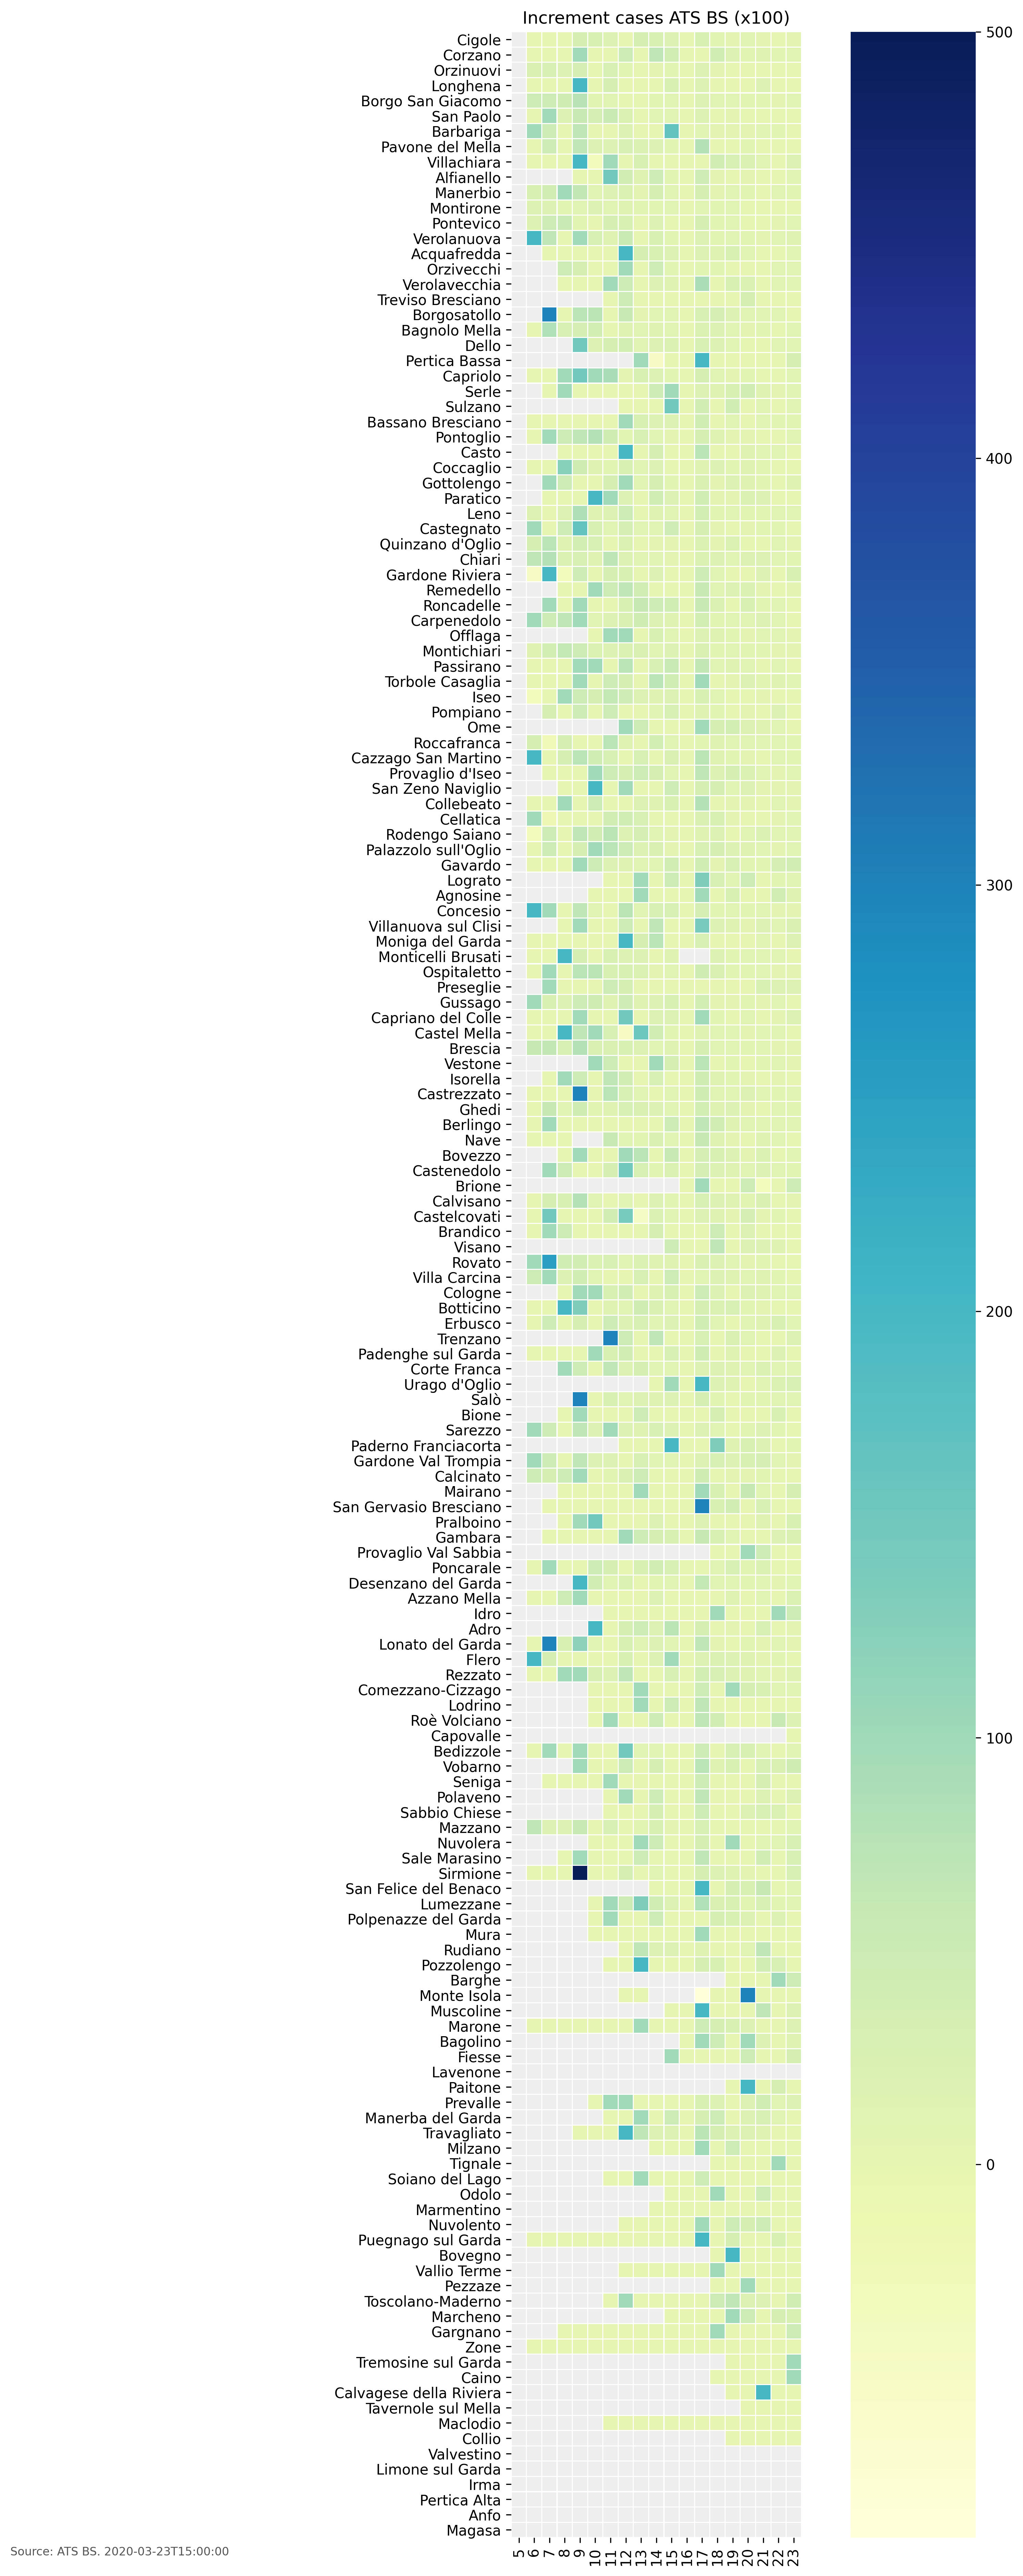 Increment cases ATS BS (x100)
Cigole
Corzano
Orzinuovi
Longhena
Borgo San Giacomo
San Paolo
Barbariga
Pavone del Mella
Villachiara
Alfianello
Manerbio
Montirone
Pontevico
Verolanuova
Acquafredda
Orzivecchi
Verolavecchia
Treviso Bresciano
Borgosatollo
Bagnolo Mella
Dello
Pertica Bassa
Capriolo
Serle
Sulzano
Bassano Bresciano
Pontoglio
Casto
Coccaglio
Gottolengo
Paratico
Leno
Castegnato
Quinzano d'Oglio
Chiari
Gardone Riviera
Remedello
Roncadelle
Carpenedolo
Offlaga
Montichiari
Passirano
Torbole Casaglia
Iseo
Pompiano
Ome
Roccafranca
Cazzago San Martino
Provaglio d'Iseo
San Zeno Naviglio
Collebeato
Cellatica
Rodengo Saiano
Palazzolo sull'Oglio
Gavardo
Lograto
Agnosine
Concesio
Villanuova sul Clisi
Moniga del Garda
Monticelli Brusati
Ospitaletto
Preseglie
Gussago
Capriano del Colle
Castel Mella
Brescia
Vestone
Isorella
Castrezzato
Ghedi
Berlingo
Nave
Bovezzo
Castenedolo
Brione
Calvisano
Castelcovati
Brandico
Visano
Rovato
Villa Carcina
Cologne
Botticino
Erbusco
Trenzano
Padenghe sul Garda
Corte Franca
Urago d'Oglio
Salò
Bione
Sarezzo
Paderno Franciacorta
Gardone Val Trompia
Calcinato
Mairano
San Gervasio Bresciano
Pralboino
Gambara
Provaglio Val Sabbia
Poncarale
Desenzano del Garda
Azzano Mella
Idro
Adro
Lonato del Garda
Flero
Rezzato
Comezzano-Cizzago
Lodrino
Roè Volciano
Capovalle
Bedizzole
Vobarno
Seniga
Polaveno
Sabbio Chiese
Mazzano
Nuvolera
Sale Marasino
Sirmione
San Felice del Benaco
Lumezzane
Polpenazze del Garda
Mura
Rudiano
Pozzolengo
Barghe
Monte Isola
Muscoline
Marone
Bagolino
Fiesse
Lavenone
Paitone
Prevalle
Manerba del Garda
Travagliato
Milzano
Tignale
Soiano del Lago
Odolo
Marmentino
Nuvolento
Puegnago sul Garda
Bovegno
Vallio Terme
Pezzaze
Toscolano-Maderno
Marcheno
Gargnano
Zone
Tremosine sul Garda
Caino
Calvagese della Riviera
Tavernole sul Mella
Maclodio
Collio
Valvestino
Limone sul Garda
Irma
Pertica Alta
Anfo
Magasa
5 6 7 8 9 10 11 12 13 14 15 16 17 18 19 20 21 22 23
500
400
300
200
100
0
Source: ATS BS. 2020-03-23T15:00:00